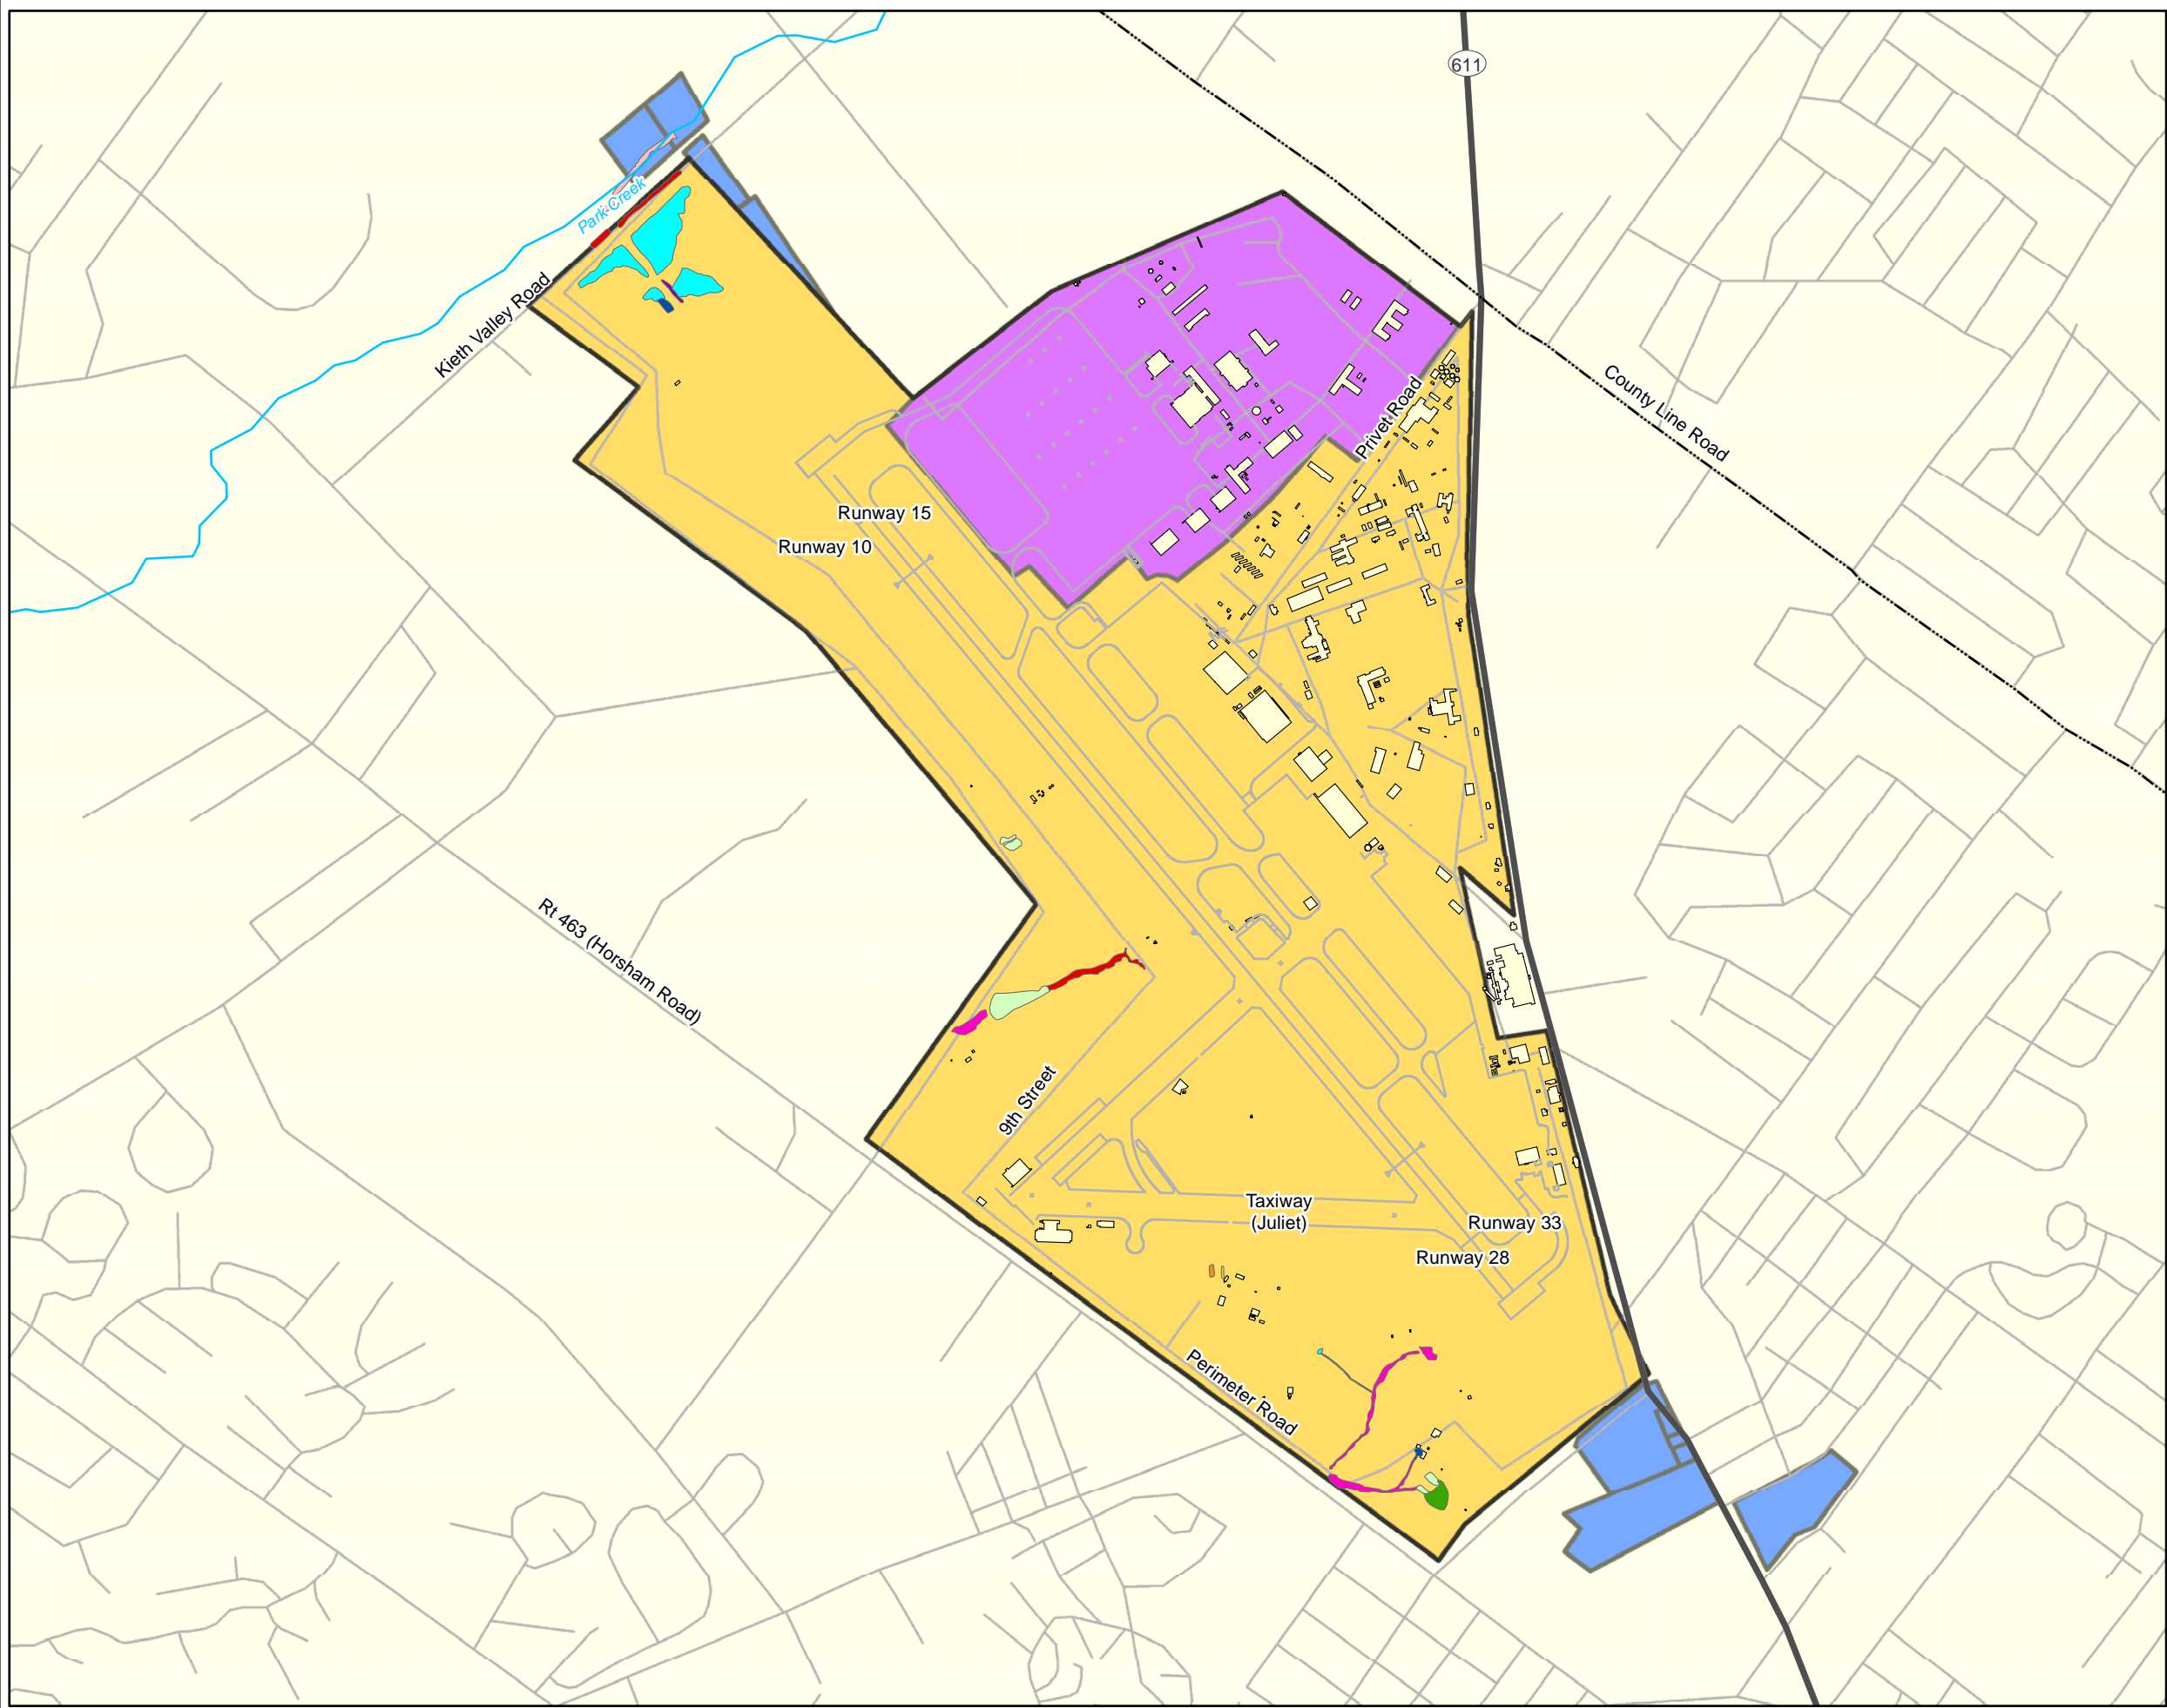 611
Park Creek
Kieth Valley Road
County Line Road
Privet Road
Runway 15
Runway 10
Rt 463 (Horsham Road)
9th Street
Taxiway
(Juliet)
Runway 33
Runway 28
Perimeter Road